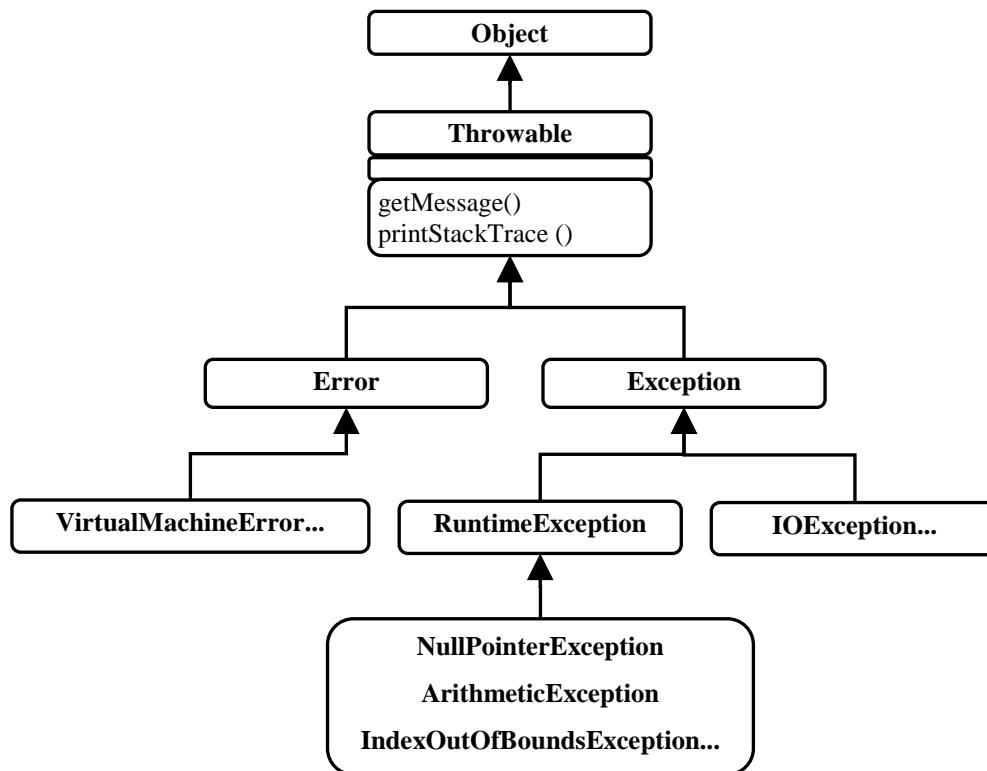 Object
Throwable
getMessage()
printStackTrace ()
Error
Exception
VirtualMachineError...
RuntimeException
IOException...
NullPointerException
ArithmeticException
IndexOutOfBoundsException...